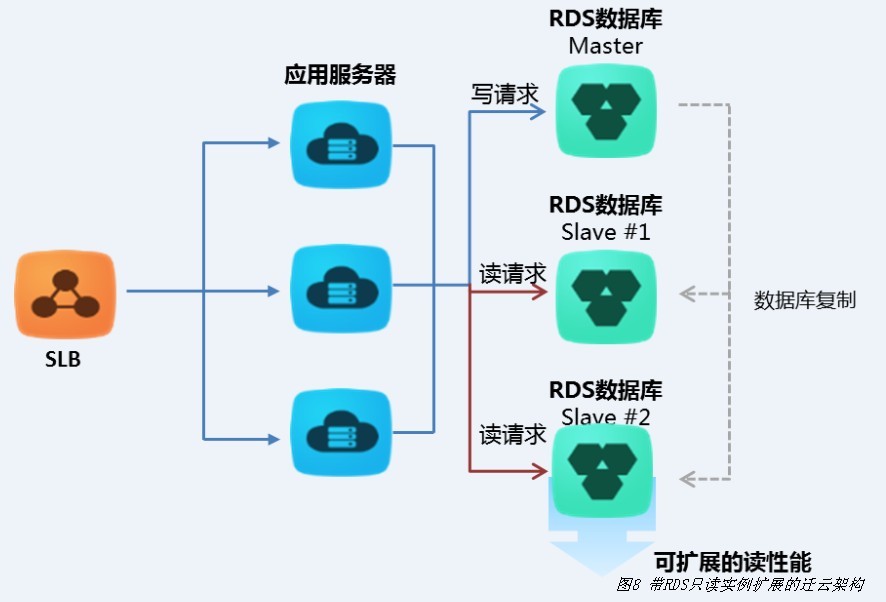 RDS数据库
Master
应用服务器
写请求
RDS数据库
Slave #1
读请求
数据库复制
SLB
RDS数据库
Slave #2
读请求
可扩展的读性能
图8 带RDS只读实例扩展的迁云架构